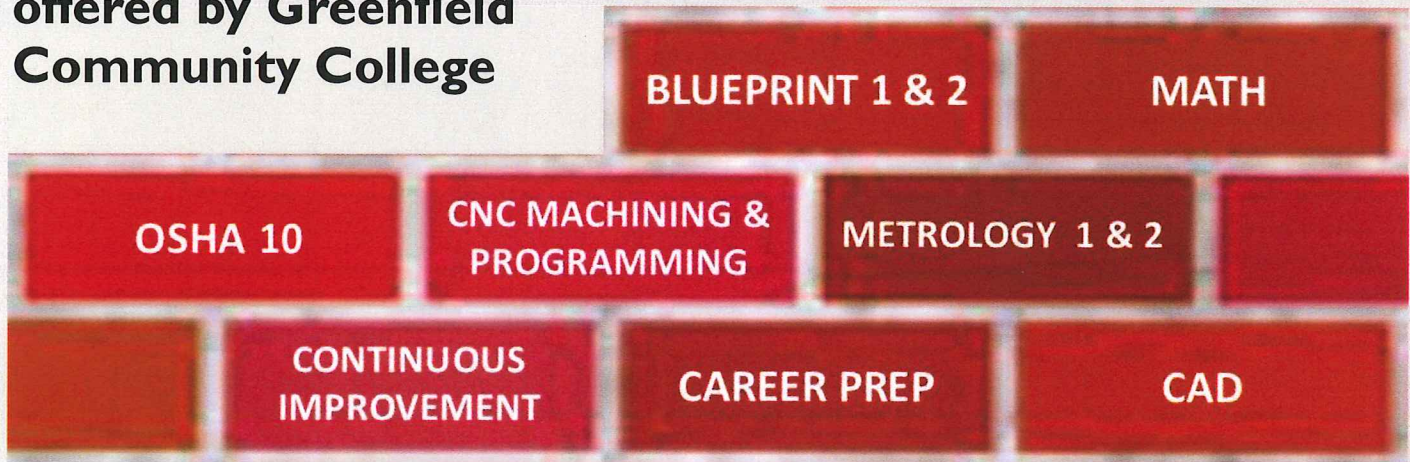 offered by Greenfield
Community College
BLUEPRINT 1 & 2
MATH
OSHA 10
CNC MACHINING &
PROGRAMMING
METROLOGY 1 & 2
CONTINUOUS
IMPROVEMENT
CAREER PREP
CAD